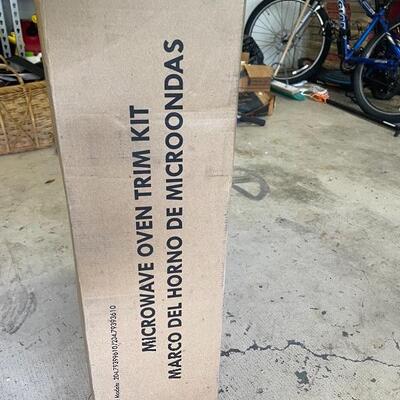 MICROWAVE OVEN TRIM KIT
MARCO DEL HORNO DE MICROONDAS